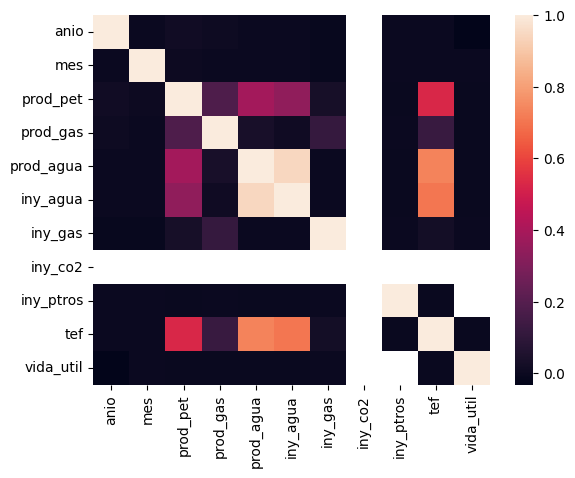 anio
mes
prod_pet
prod_gas
prod_agua
iny_agua
iny_gas
iny_co2
iny_ptros
tef
vida_util
anio
mes
prod_pet
prod_gas
prod_agua
iny_agua
iny_gas
iny_co2
iny_ptros
tef
vida_util
1.0
0.8
0.6
0.4
0.2
0.0